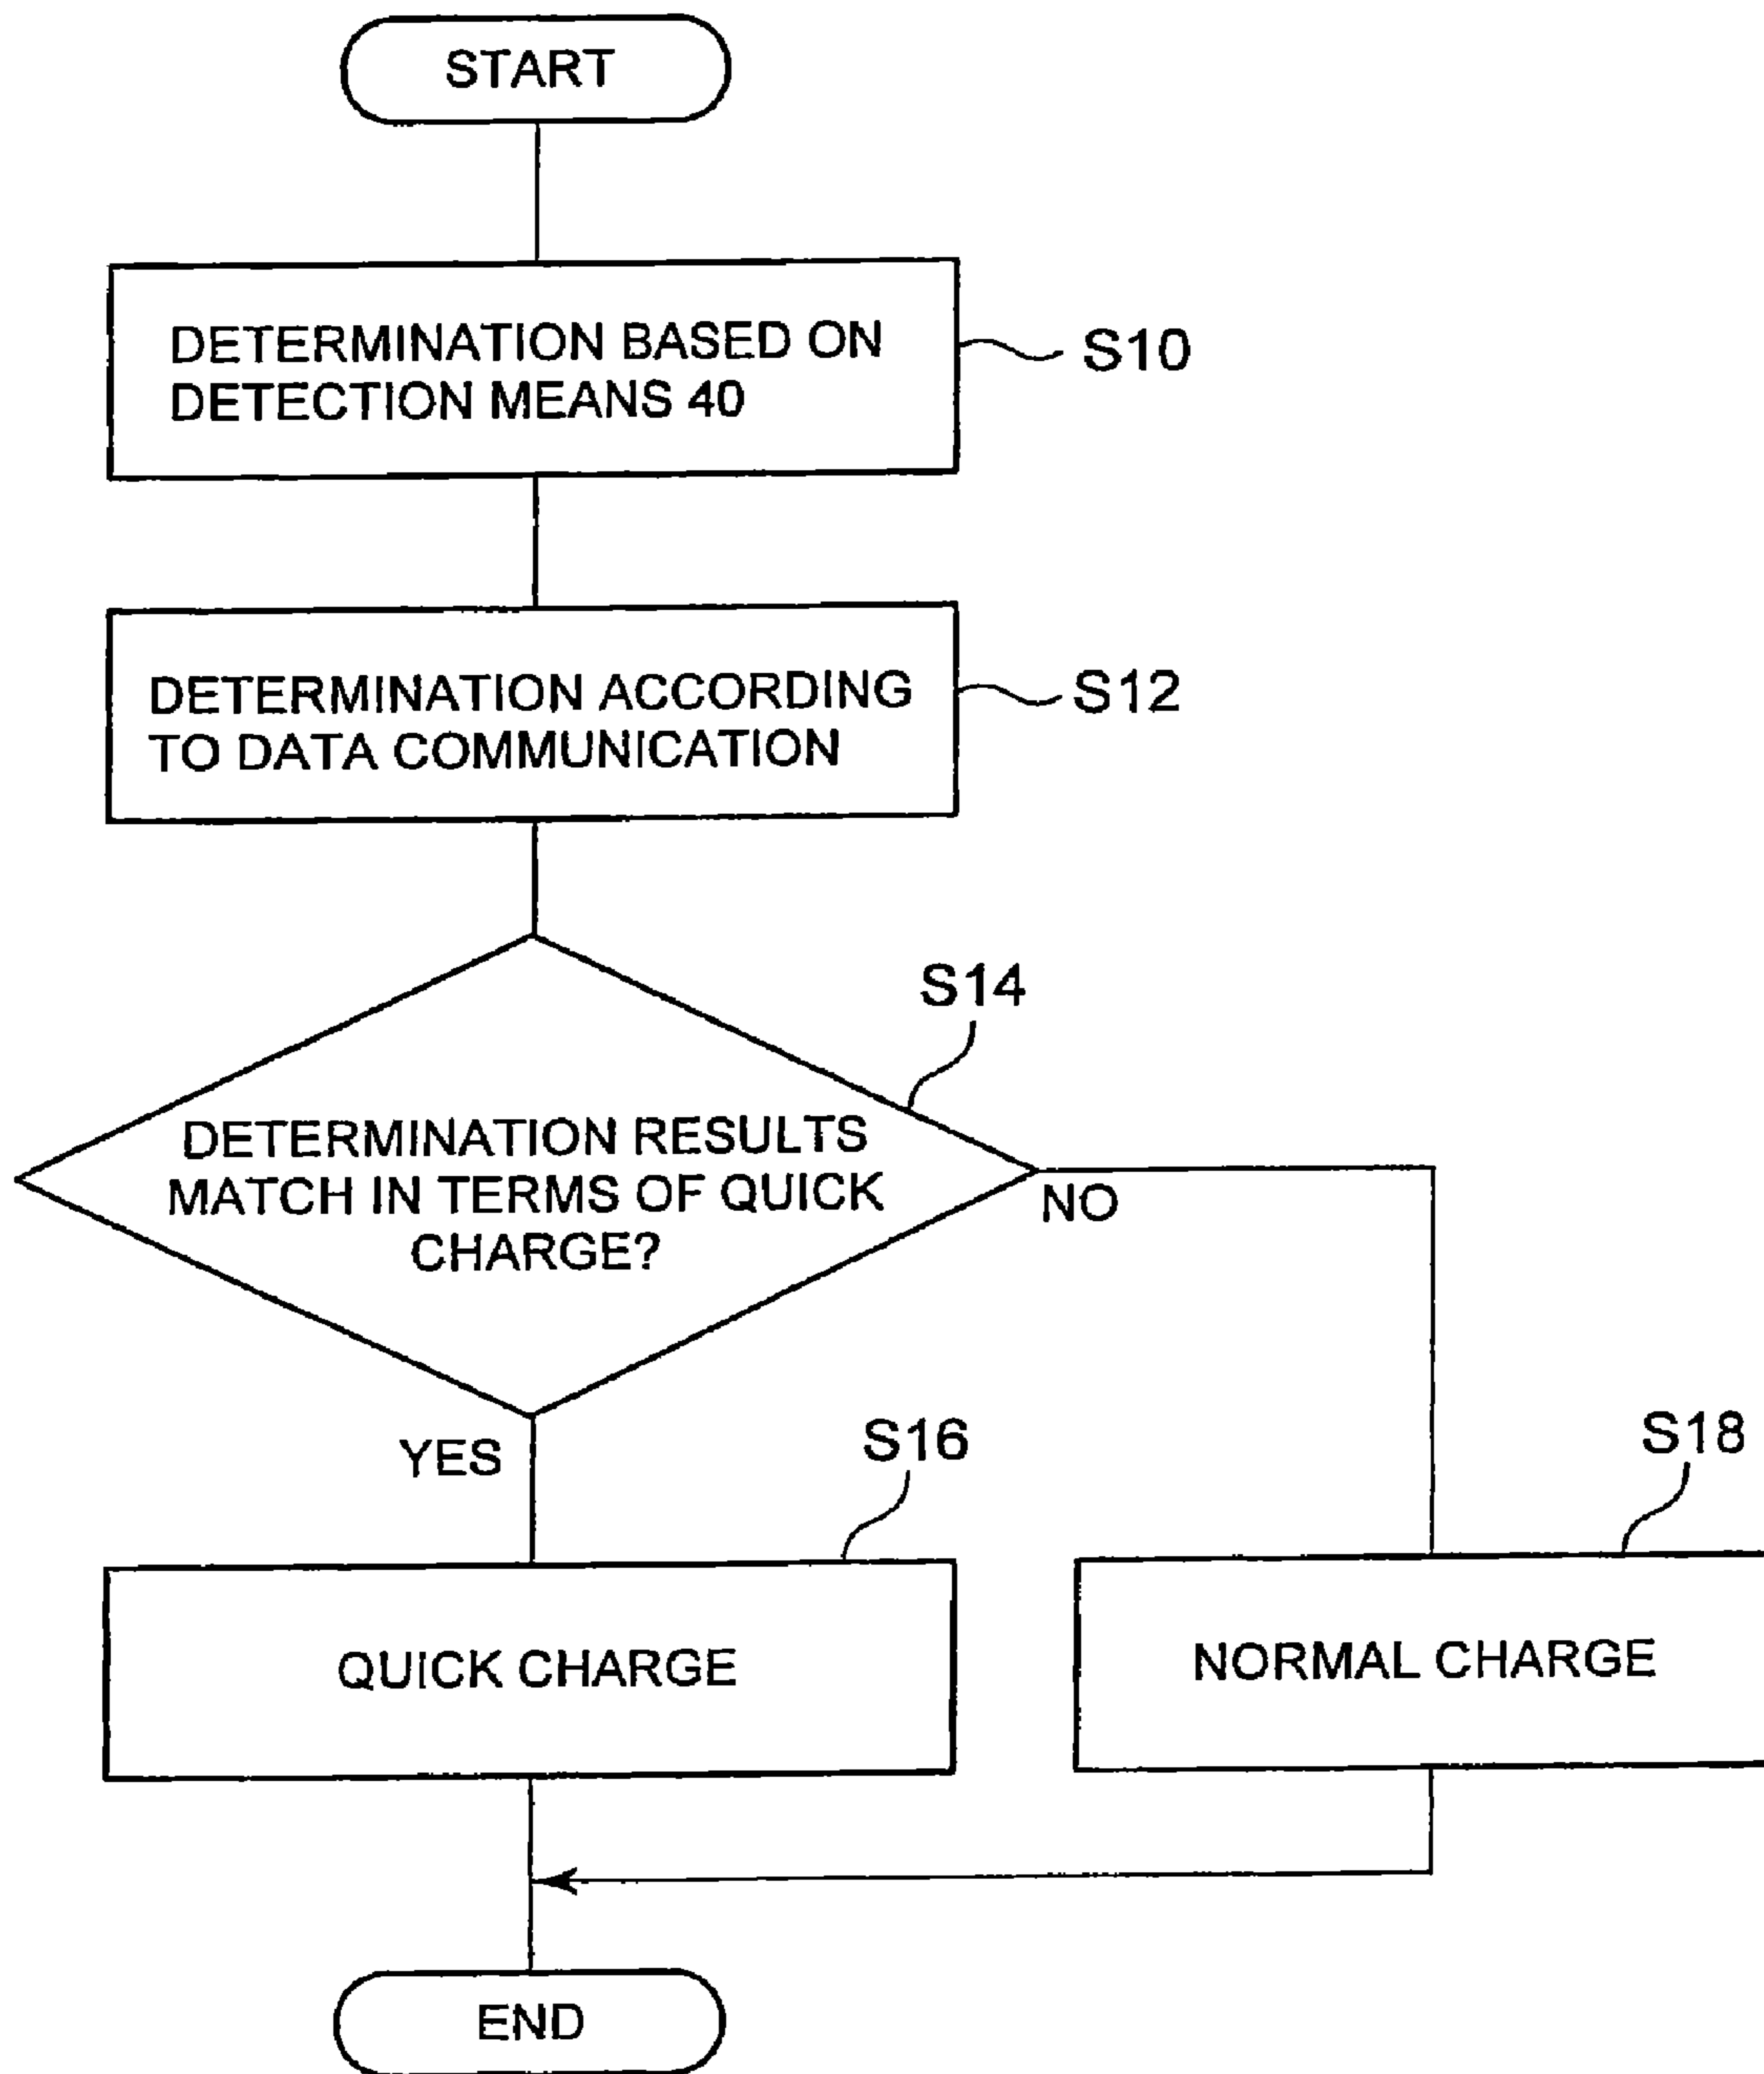 START
DETERMINATION BASED ON
DETECTION MEANS 40
S10
DETERMINATION ACCORDING
TO DATA COMMUNICATION
S12
S14
DETERMINATION RESULTS
MATCH IN TERMS OF QUICK
CHARGE?
NO
YES
S16
S18
QUICK CHARGE
NORMAL CHARGE
END